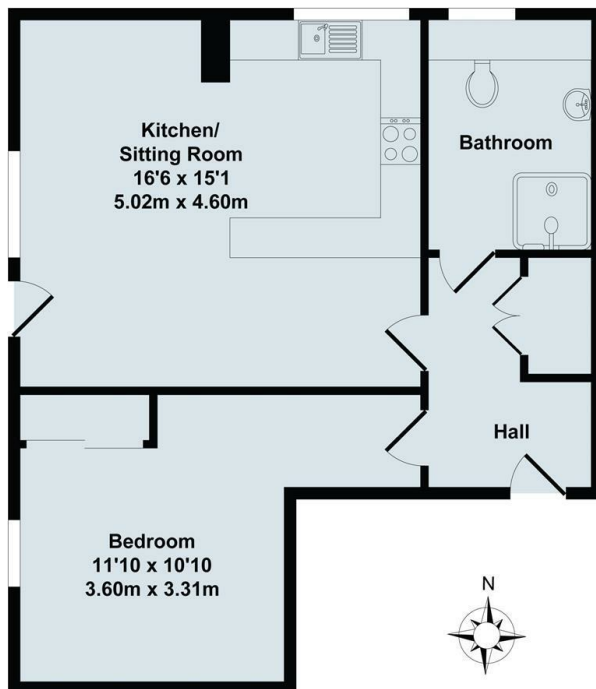 Kitchen/
Sitting Room
16'6 x 15'1
5.02m x 4.60m
Bathroom
Hall
Bedroom
11'10 x 10'10
3.60m x 3.31m
N